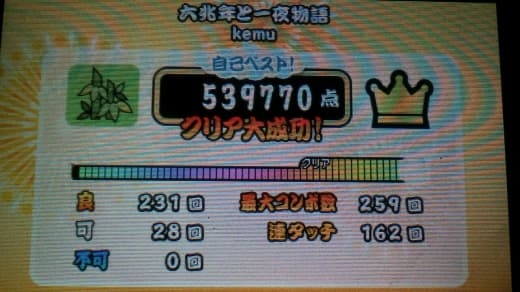 六兆年と一夜物語
kemu
自己ベスト!
539770点
クリア大成功!
クリア
良 231回 最大コンボ数 259回
可 28回 連タッチ 162回
不可 0回